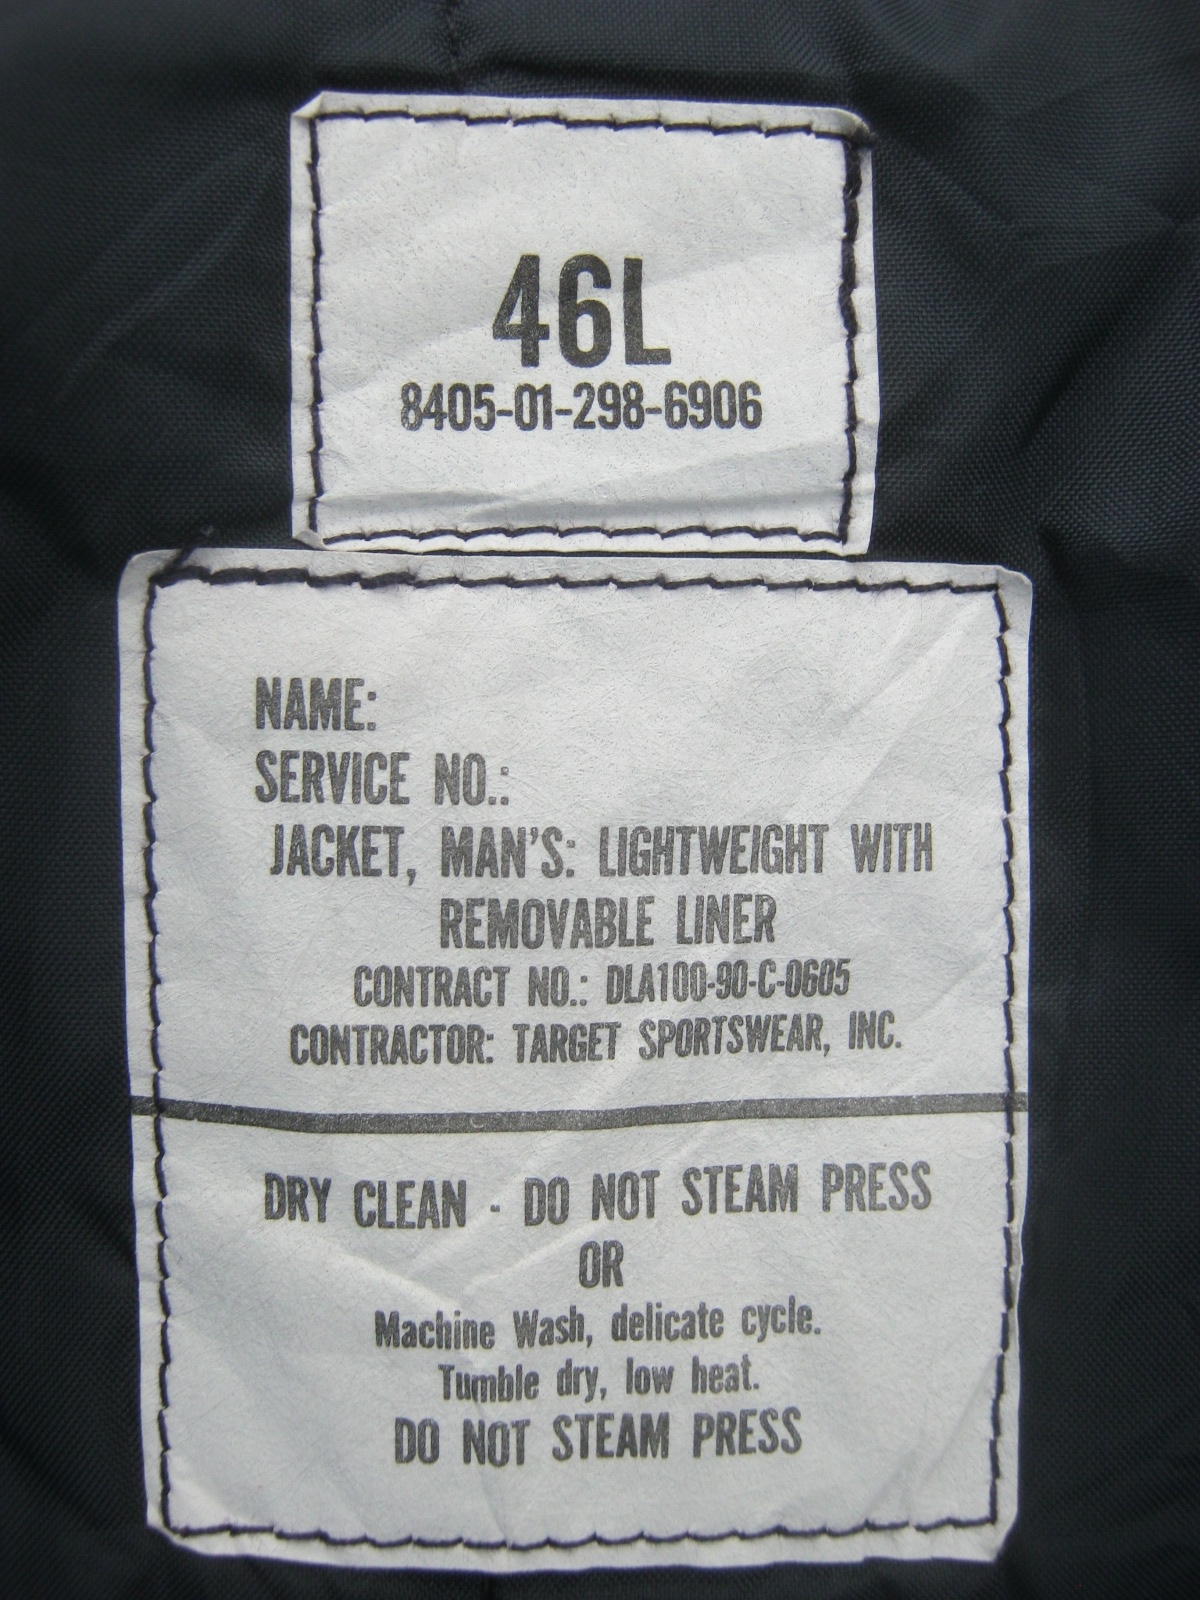 46L
8405-01-298-6906
NAME:
SERVICE NO.:
JACKET, MAN'S: LIGHTWEIGHT WITH
REMOVABLE LINER
CONTRACT NO.: DLA100-90-C-0605
CONTRACTOR: TARGET SPORTSWEAR, INC.
DRY CLEAN - DO NOT STEAM PRESS
OR
Machine Wash, delicate cycle.
Tumble dry, low heat.
DO NOT STEAM PRESS